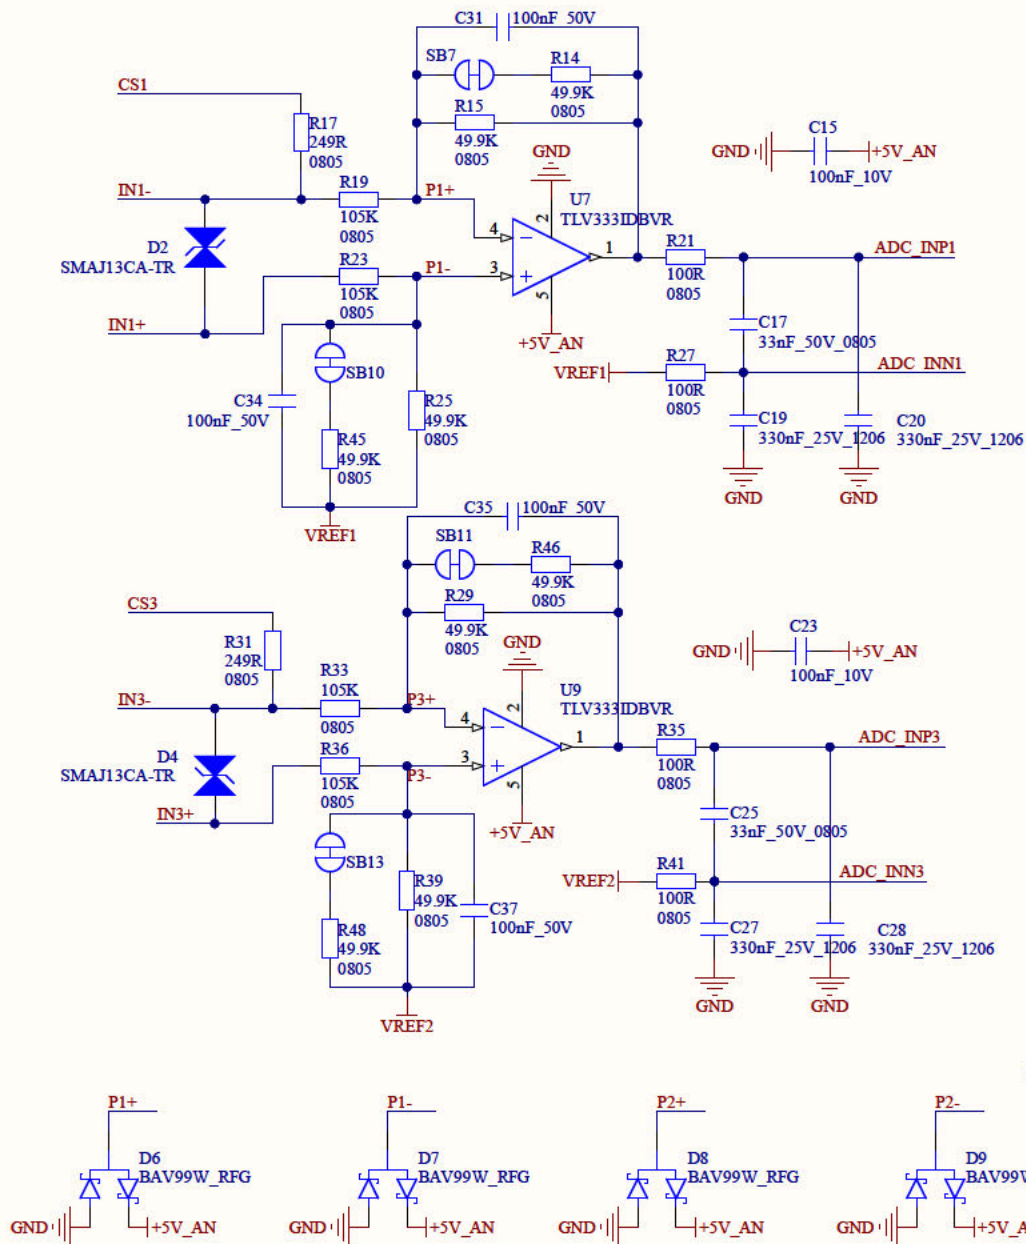 C31
100nF_50V
SB7
R14
49.9K
0805
CS1
R17
249R
0805
R15
49.9K
0805
GND
C15
GND
+5V_AN
100nF_10V
IN1-
R19
105K
0805
P1+
U7
TLV333IDBVR
2
4
1
3
5
D2
SMAJ13CA-TR
R23
105K
0805
P1-
R21
100R
0805
ADC_INP1
IN1+
+5V_AN
C17
33nF_50V_0805
SB10
VREF1
R27
100R
0805
ADC_INN1
C34
100nF_50V
R25
49.9K
0805
R45
49.9K
0805
C19
330nF_25V_1206
C20
330nF_25V_1206
GND
GND
VREF1
C35
100nF_50V
SB11
R46
49.9K
0805
CS3
R31
249R
0805
R29
49.9K
0805
GND
C23
GND
+5V_AN
100nF_10V
IN3-
R33
105K
0805
P3+
U9
TLV333IDBVR
2
4
1
3
5
D4
SMAJ13CA-TR
R36
105K
0805
P3-
R35
100R
0805
ADC_INP3
IN3+
+5V_AN
C25
33nF_50V_0805
SB13
VREF2
R41
100R
0805
ADC_INN3
R39
49.9K
0805
C37
100nF_50V
R48
49.9K
0805
C27
330nF_25V_1206
C28
330nF_25V_1206
GND
GND
VREF2
P1+
P1-
P2+
P2-
D6
BAV99W_RFG
D7
BAV99W_RFG
D8
BAV99W_RFG
D9
BAV99W
GND
+5V_AN
GND
+5V_AN
GND
+5V_AN
GND
+5V_A